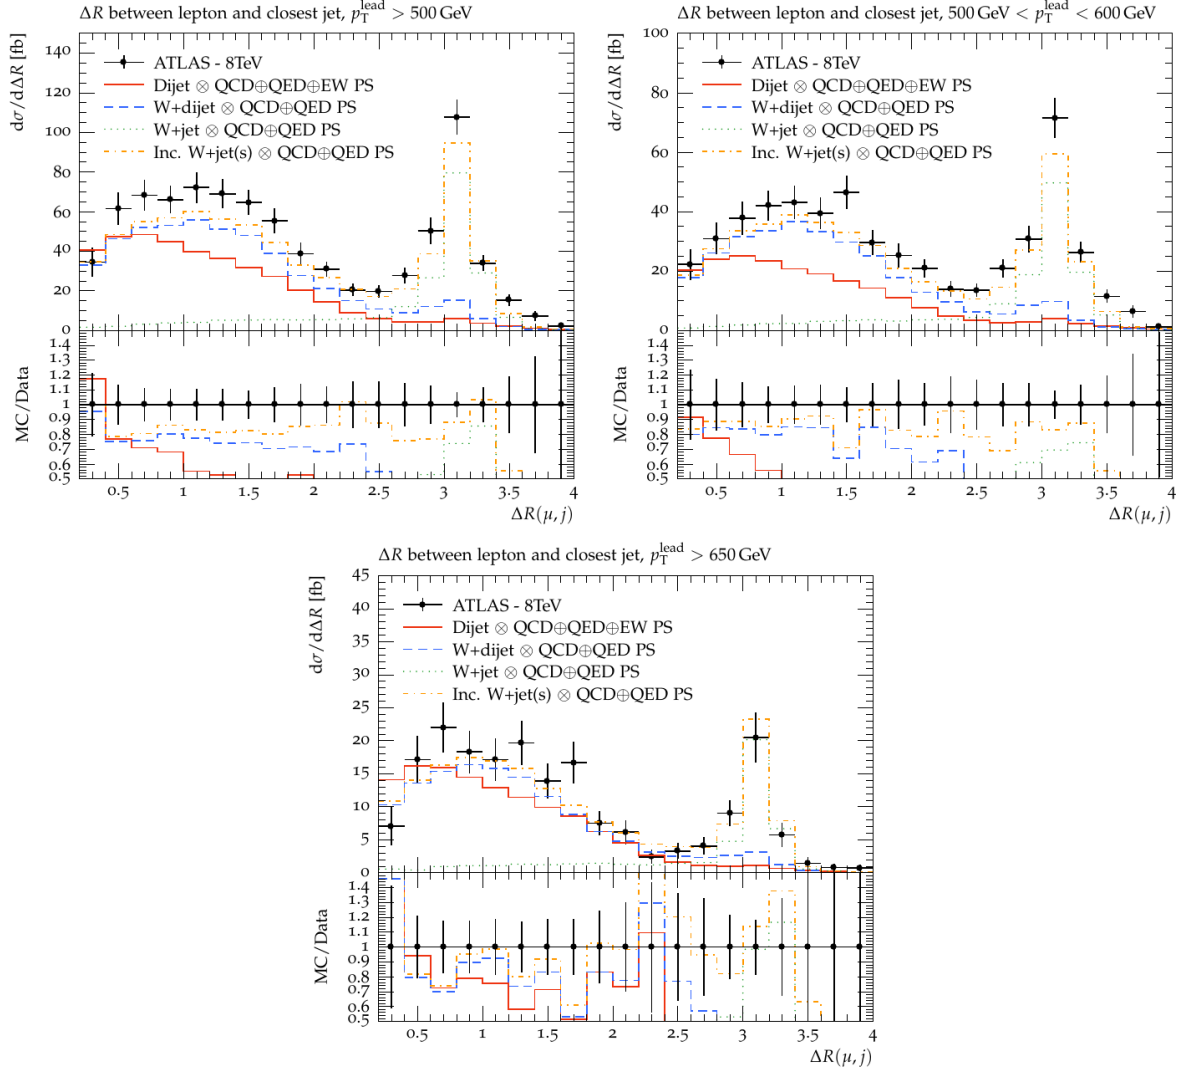 ΔR between lepton and closest jet, p_T^lead > 500 GeV
dσ/dΔR [fb]
140
120
100
80
60
40
20
0
ATLAS - 8TeV
Dijet ⊗ QCD⊕QED⊕EW PS
W+dijet ⊗ QCD⊕QED PS
W+jet ⊗ QCD⊕QED PS
Inc. W+jet(s) ⊗ QCD⊕QED PS
MC/Data
1.4
1.3
1.2
1.1
1
0.9
0.8
0.7
0.6
0.5
0.5 1 1.5 2 2.5 3 3.5 4
ΔR(μ, j)
ΔR between lepton and closest jet, 500 GeV < p_T^lead < 600 GeV
dσ/dΔR [fb]
100
80
60
40
20
0
ATLAS - 8TeV
Dijet ⊗ QCD⊕QED⊕EW PS
W+dijet ⊗ QCD⊕QED PS
W+jet ⊗ QCD⊕QED PS
Inc. W+jet(s) ⊗ QCD⊕QED PS
MC/Data
1.4
1.3
1.2
1.1
1
0.9
0.8
0.7
0.6
0.5
0.5 1 1.5 2 2.5 3 3.5 4
ΔR(μ, j)
ΔR between lepton and closest jet, p_T^lead > 650 GeV
dσ/dΔR [fb]
45
40
35
30
25
20
15
10
5
0
ATLAS - 8TeV
Dijet ⊗ QCD⊕QED⊕EW PS
W+dijet ⊗ QCD⊕QED PS
W+jet ⊗ QCD⊕QED PS
Inc. W+jet(s) ⊗ QCD⊕QED PS
MC/Data
1.4
1.3
1.2
1.1
1
0.9
0.8
0.7
0.6
0.5
0.5 1 1.5 2 2.5 3 3.5 4
ΔR(μ, j)